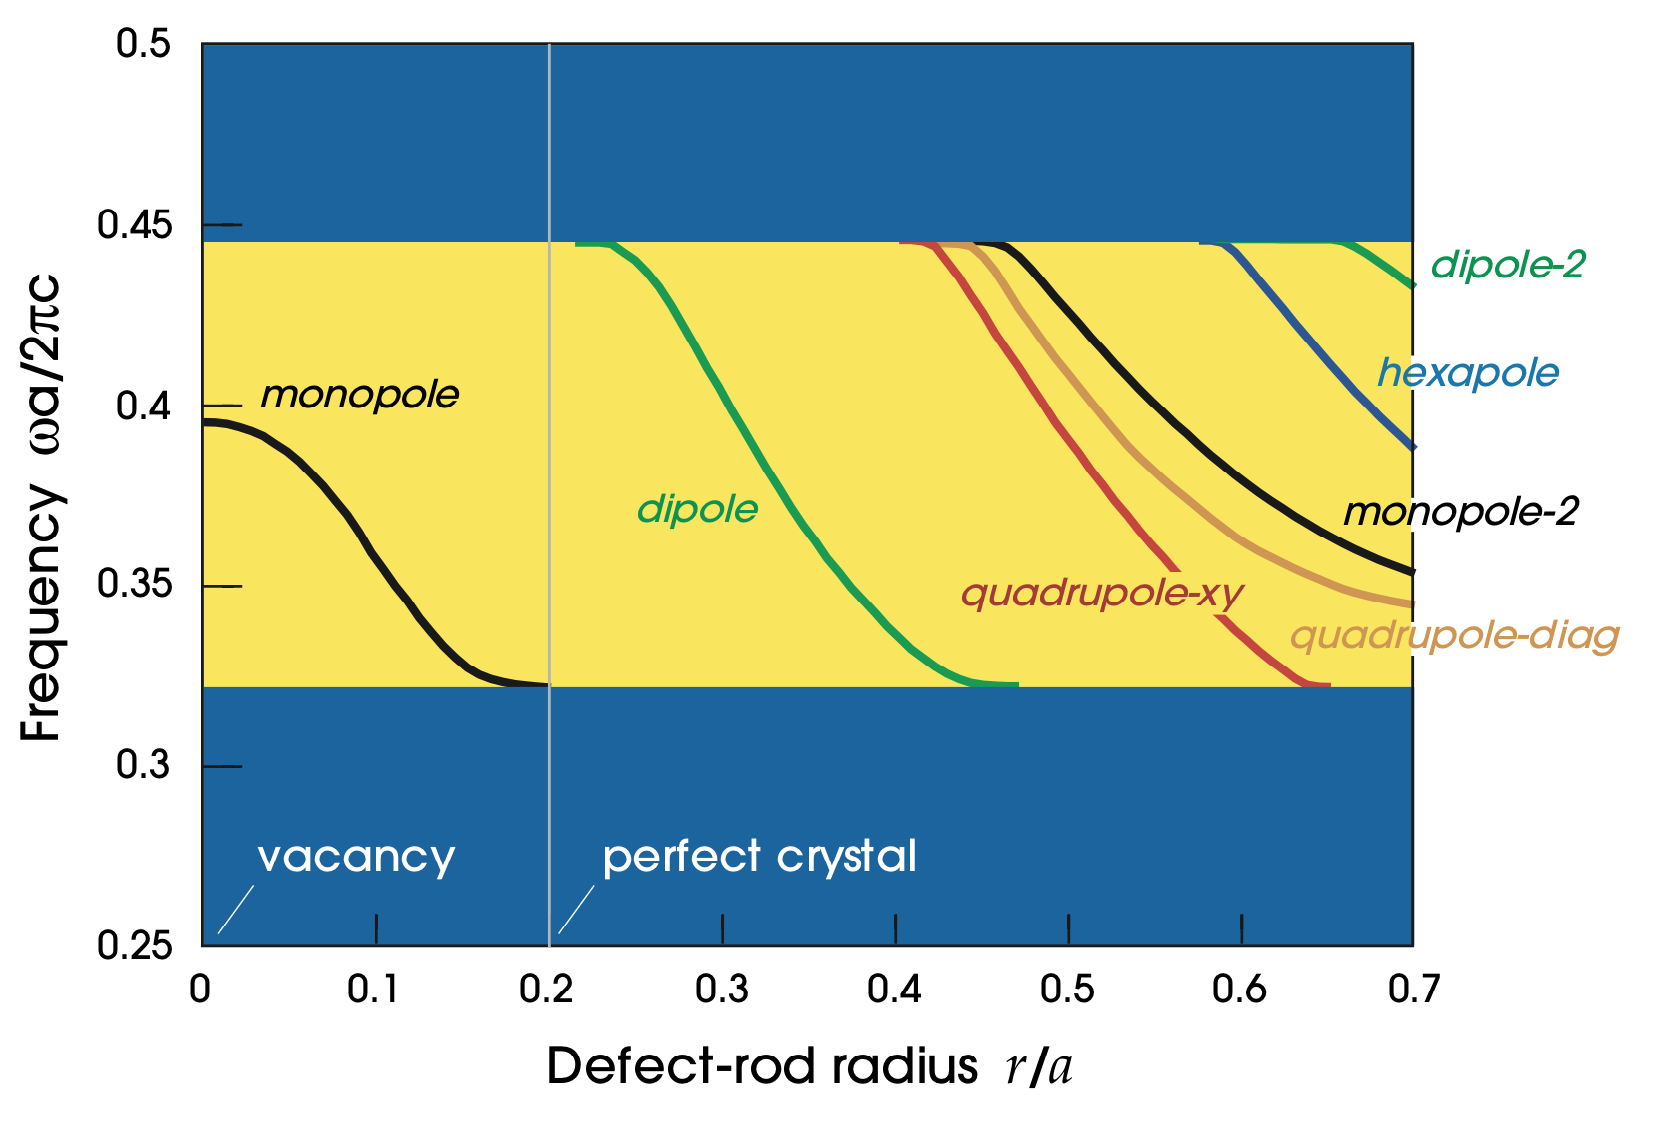 0.5
0.45
dipole-2
hexapole
0.4
monopole
dipole
monopole-2
0.35
quadrupole-xy
quadrupole-diag
0.3
vacancy
perfect crystal
0.25
0 0.1 0.2 0.3 0.4 0.5 0.6 0.7
Frequency ωa/2πc
Defect-rod radius r/a